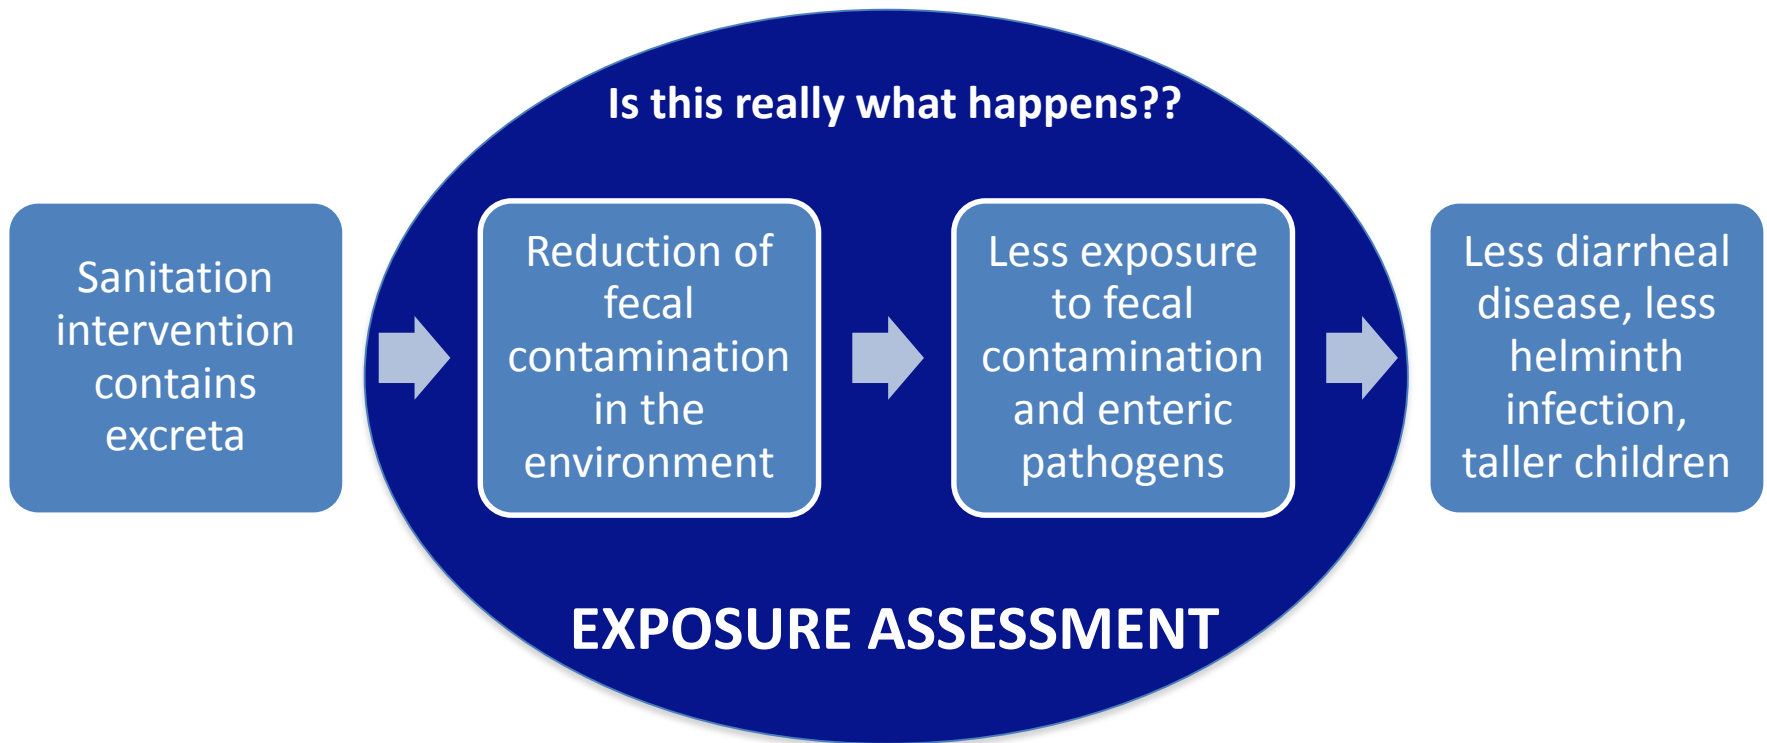 Is this really what happens??
Sanitation
intervention
contains
excreta
Reduction of
fecal
contamination
in the
environment
Less exposure
to fecal
contamination
and enteric
pathogens
Less diarrheal
disease, less
helminth
infection,
taller children
EXPOSURE ASSESSMENT